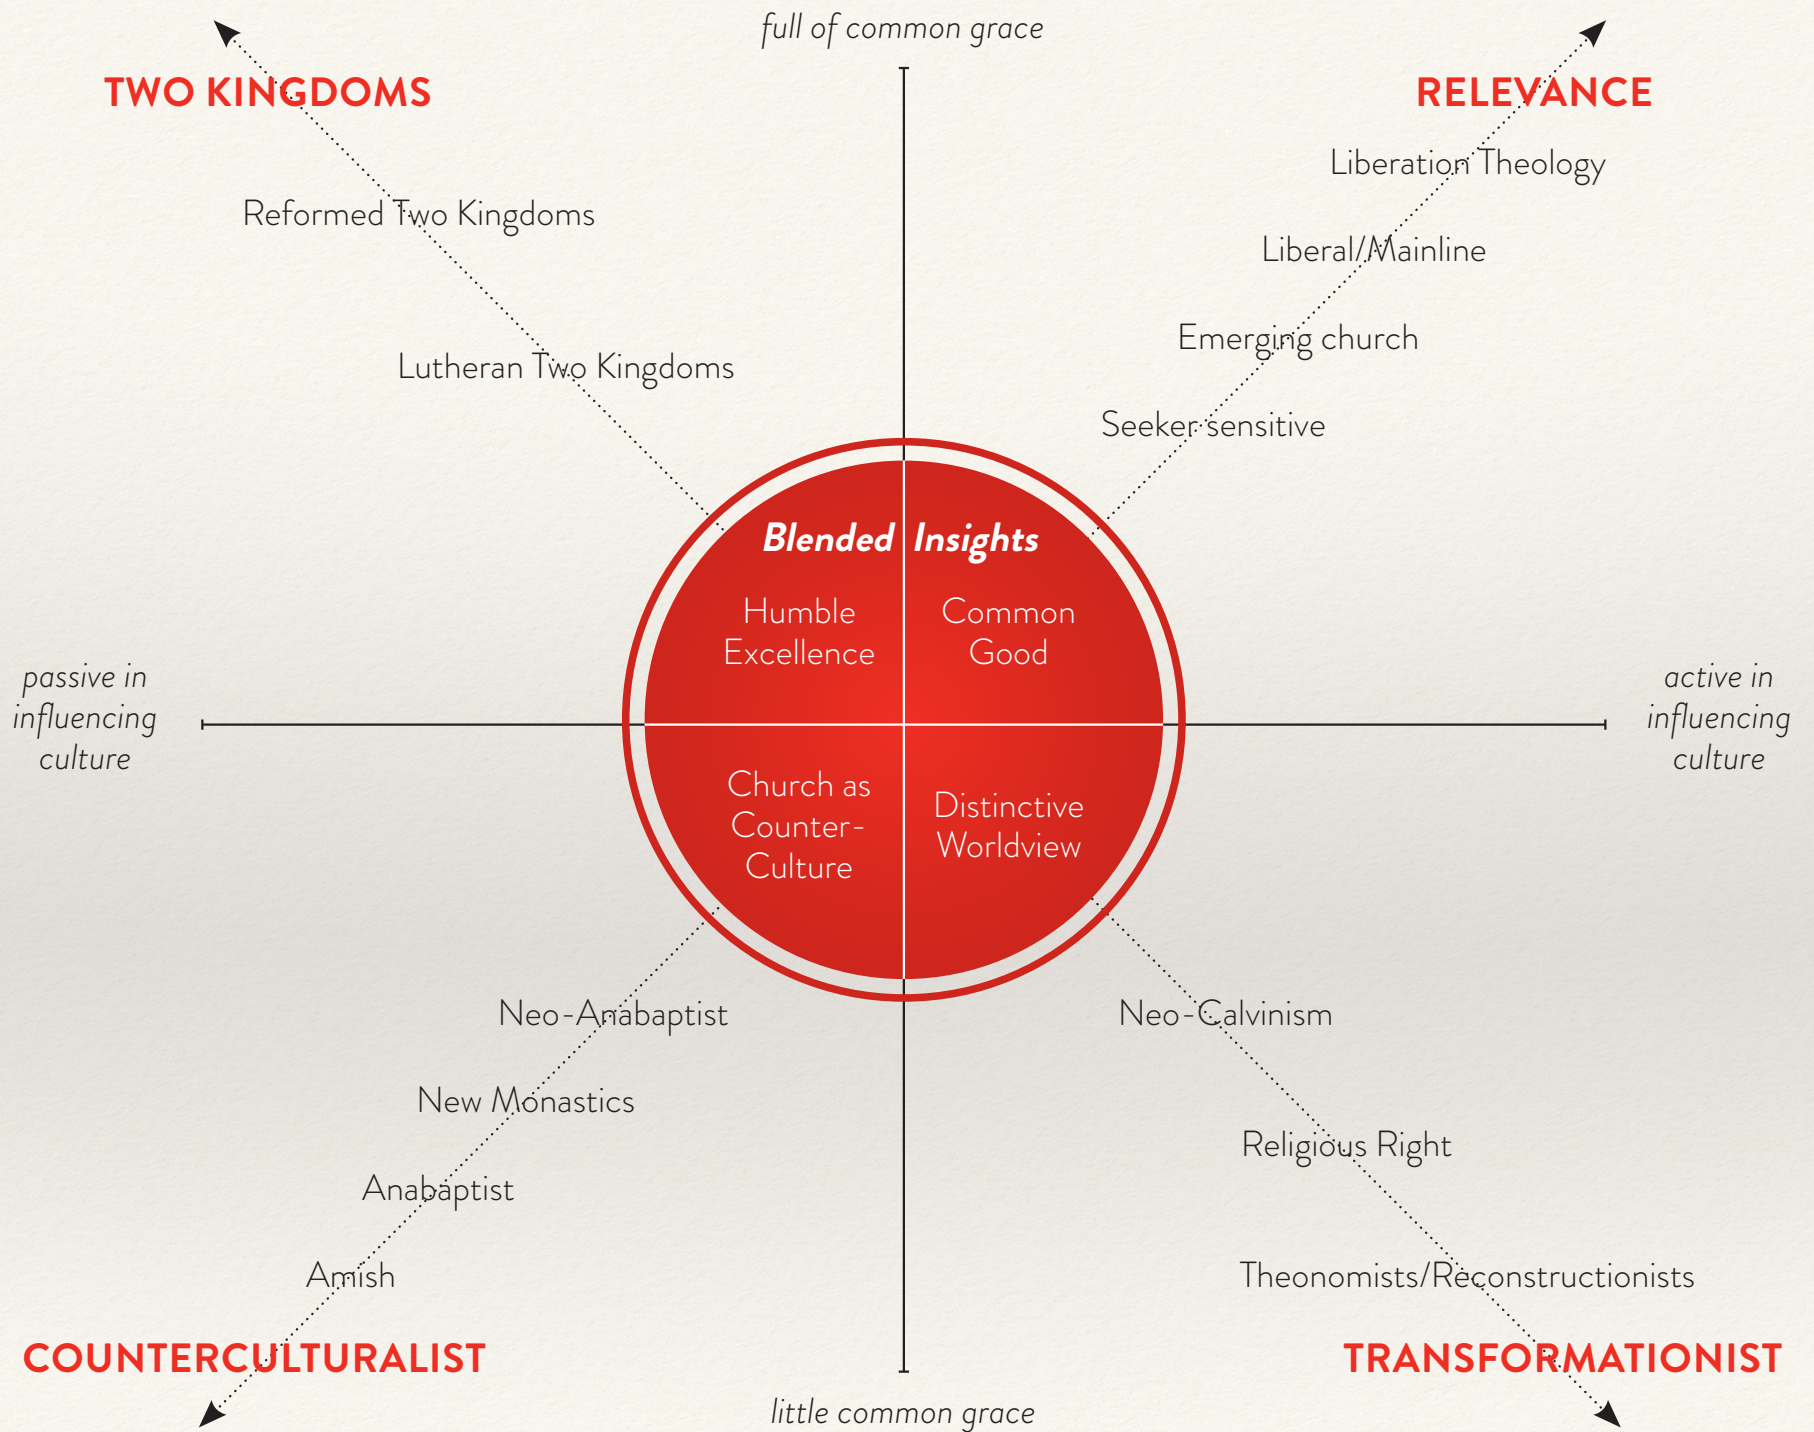 full of common grace
TWO KINGDOMS
RELEVANCE
Liberation Theology
Reformed Two Kingdoms
Liberal/Mainline
Emerging church
Lutheran Two Kingdoms
Seeker sensitive
Blended Insights
Humble
Excellence
Common
Good
passive in
influencing
culture
active in
influencing
culture
Church as
Counter-
Culture
Distinctive
Worldview
Neo-Anabaptist
Neo-Calvinism
New Monastics
Religious Right
Anabaptist
Amish
Theonomists/Reconstructionists
COUNTERCULTURALIST
TRANSFORMATIONIST
little common grace